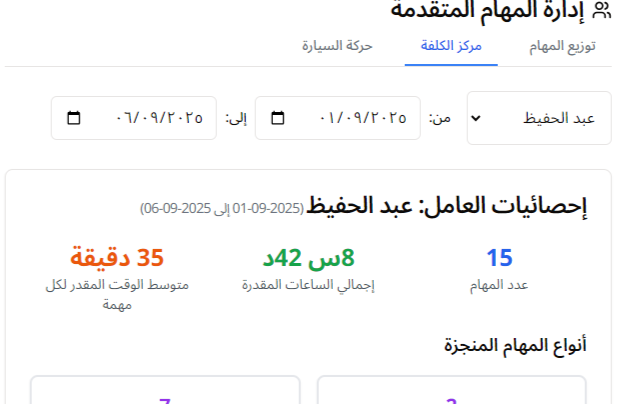 إدارة المهام المتقدمة
توزيع المهام
مركز الكلفة
حركة السيارة
عبد الحفيظ
من:
٠١/٠٩/٢٠٢٥
إلى:
٠٦/٠٩/٢٠٢٥
إحصائيات العامل: عبد الحفيظ (01-09-2025 إلى 06-09-2025)
15
عدد المهام
8س 42د
إجمالي الساعات المقدرة
35 دقيقة
متوسط الوقت المقدر لكل
مهمة
أنواع المهام المنجزة